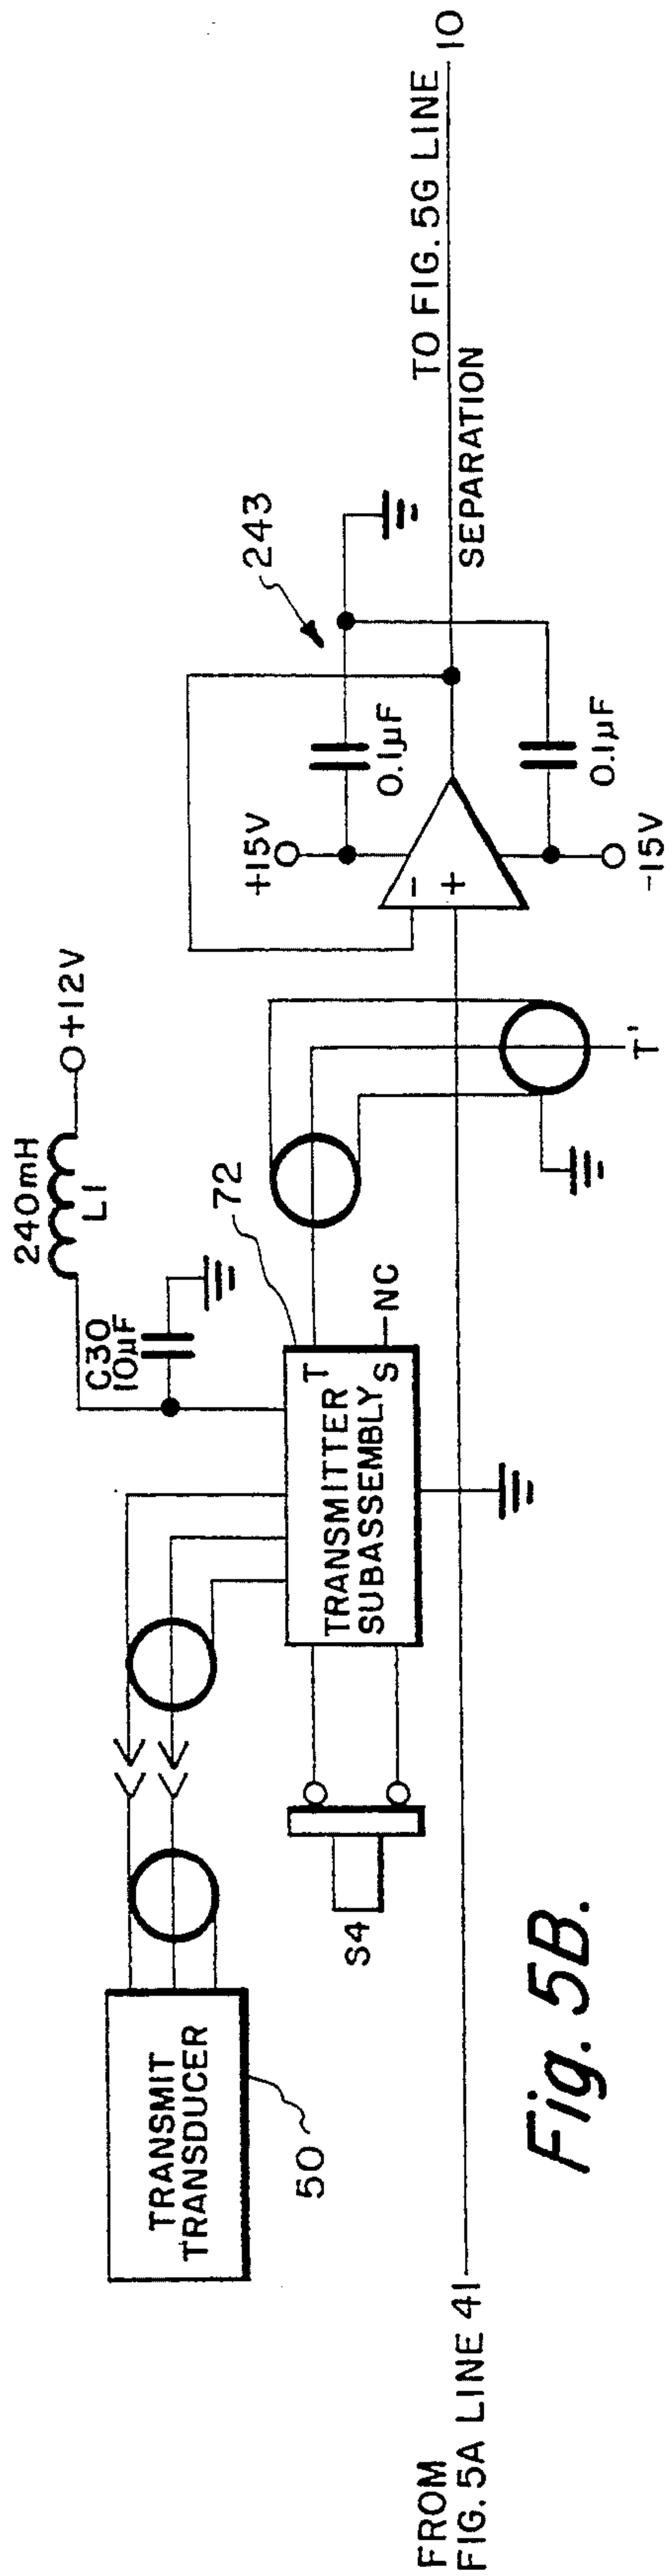 240mH
L1
+12V
C30
10µF
TRANSMIT
TRANSDUCER
50
72
TRANSMITTER
SUBASSEMBLY
T
S
NC
S4
T'
243
+15V
0.1µF
-
+
0.1µF
-15V
FROM
FIG. 5A LINE 41
TO FIG. 5G LINE 10
SEPARATION
Fig. 5B.